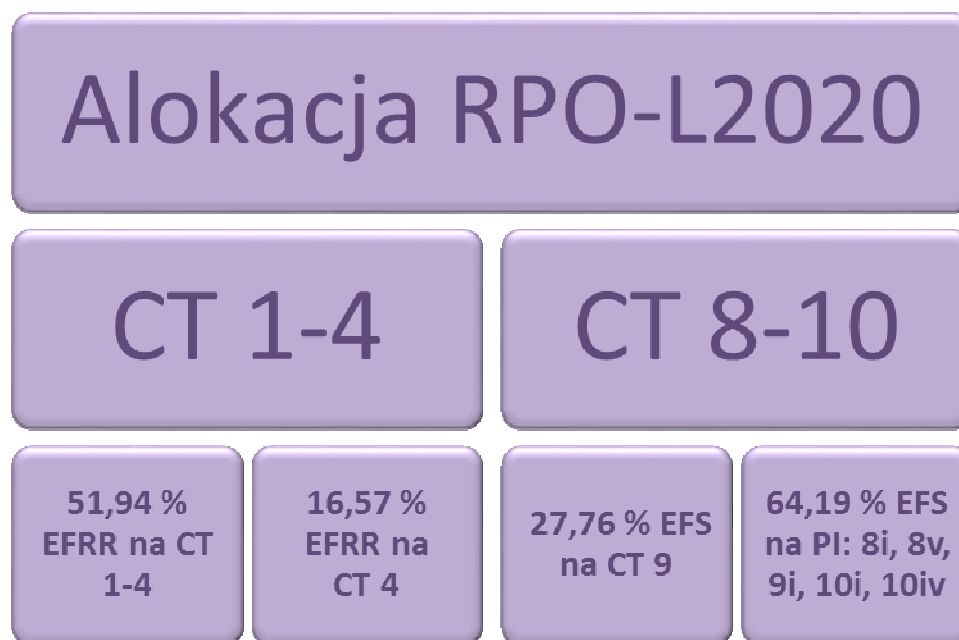 Alokacja RPO-L2020
CT 1-4
CT 8-10
51,94 %
EFRR na CT
1-4
16,57 %
EFRR na
CT 4
27,76 % EFS
na CT 9
64,19 % EFS
na PI: 8i, 8v,
9i, 10i, 10iv